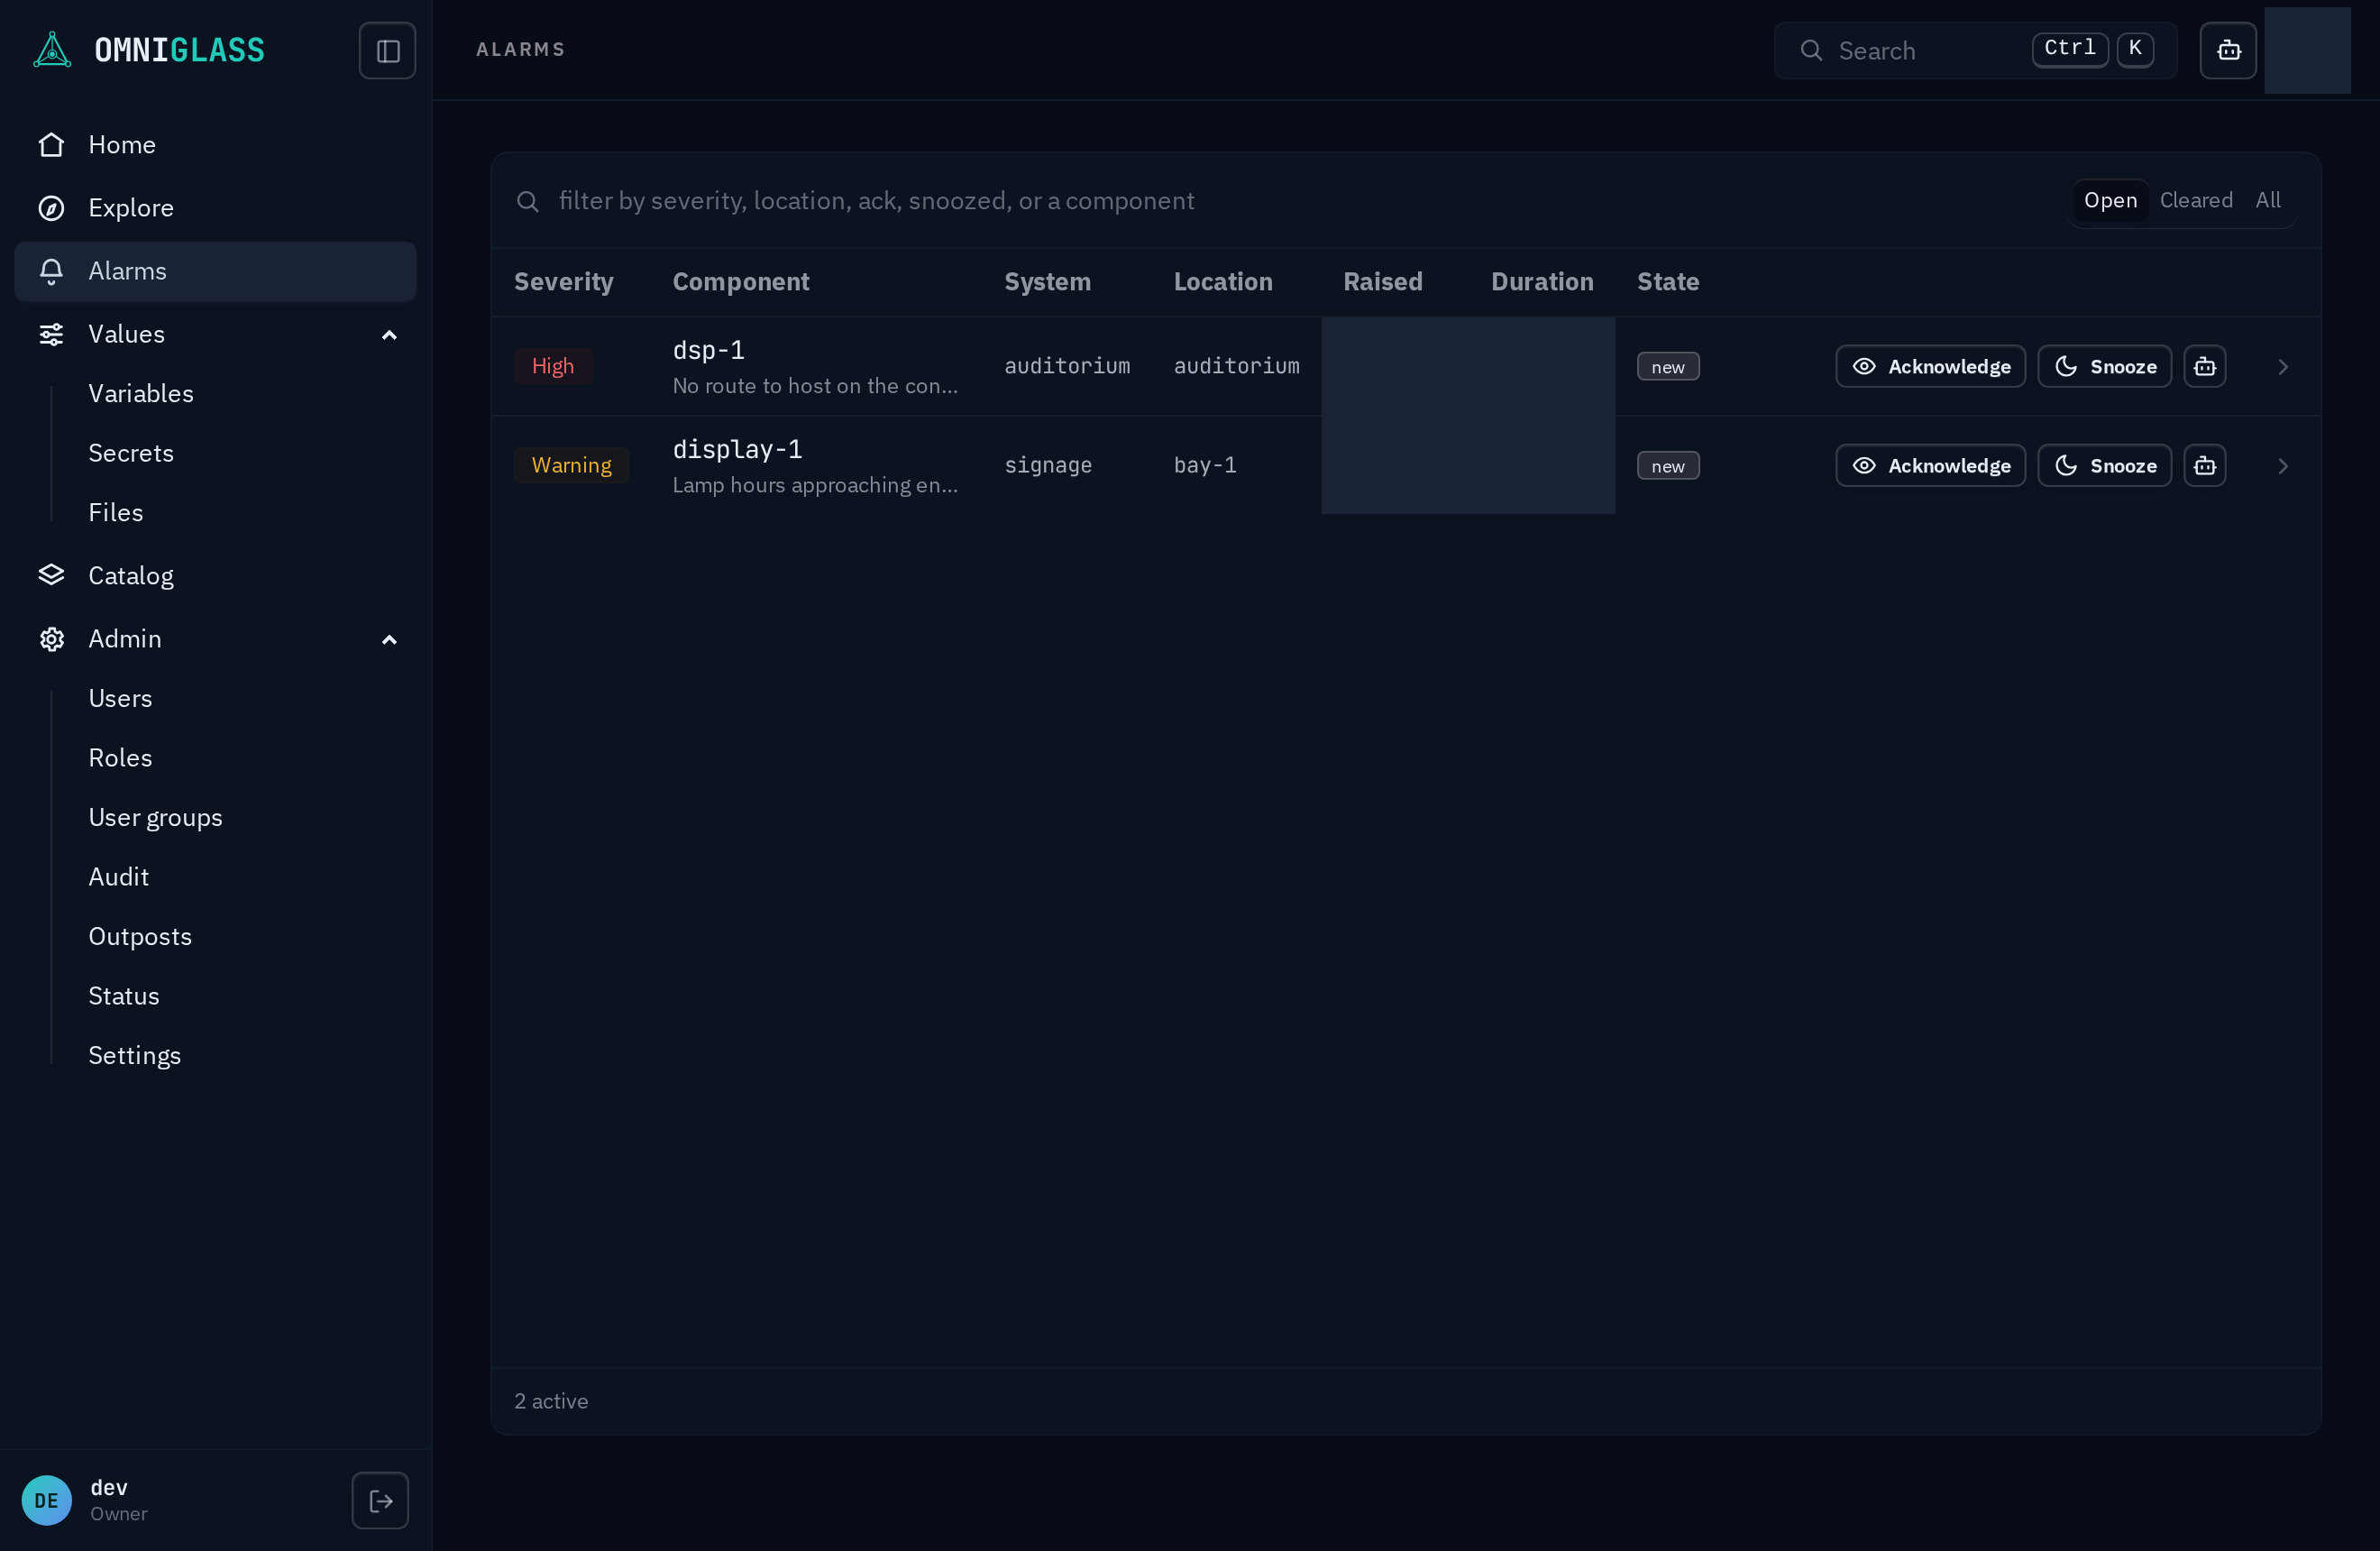 OMNIGLASS
ALARMS
Search
Ctrl K
Home
Explore
Alarms
Values
Variables
Secrets
Files
Catalog
Admin
Users
Roles
User groups
Audit
Outposts
Status
Settings
DE
dev
Owner
filter by severity, location, ack, snoozed, or a component
Open Cleared All
Severity Component System Location Raised Duration State
High dsp-1 auditorium auditorium new Acknowledge Snooze
No route to host on the con...
Warning display-1 signage bay-1 new Acknowledge Snooze
Lamp hours approaching en...
2 active